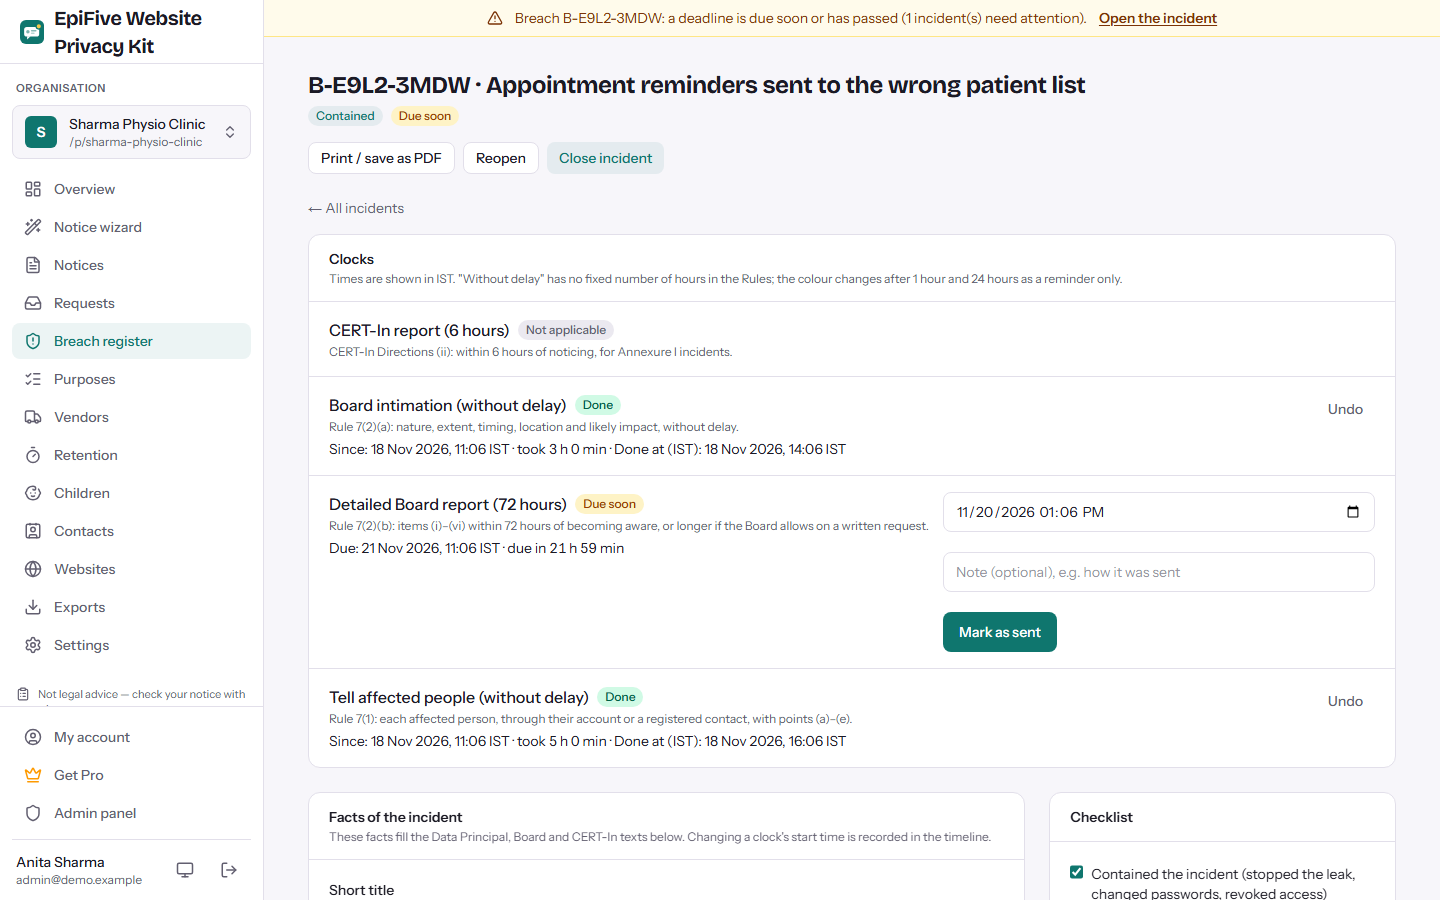 EpiFive Website
Privacy Kit
ORGANISATION
S
Sharma Physio Clinic
/p/sharma-physio-clinic
Overview
Notice wizard
Notices
Requests
Breach register
Purposes
Vendors
Retention
Children
Contacts
Websites
Exports
Settings
Not legal advice — check your notice with
My account
Get Pro
Admin panel
Anita Sharma
admin@demo.example
Breach B-E9L2-3MDW: a deadline is due soon or has passed (1 incident(s) need attention). Open the incident
B-E9L2-3MDW · Appointment reminders sent to the wrong patient list
Contained Due soon
Print / save as PDF Reopen Close incident
← All incidents
Clocks
Times are shown in IST. "Without delay" has no fixed number of hours in the Rules; the colour changes after 1 hour and 24 hours as a reminder only.
CERT-In report (6 hours) Not applicable
CERT-In Directions (ii): within 6 hours of noticing, for Annexure I incidents.
Board intimation (without delay) Done
Undo
Rule 7(2)(a): nature, extent, timing, location and likely impact, without delay.
Since: 18 Nov 2026, 11:06 IST · took 3 h 0 min · Done at (IST): 18 Nov 2026, 14:06 IST
Detailed Board report (72 hours) Due soon
Rule 7(2)(b): items (i)–(vi) within 72 hours of becoming aware, or longer if the Board allows on a written request.
Due: 21 Nov 2026, 11:06 IST · due in 21 h 59 min
11/20/2026 01:06 PM
Note (optional), e.g. how it was sent
Mark as sent
Tell affected people (without delay) Done
Undo
Rule 7(1): each affected person, through their account or a registered contact, with points (a)–(e).
Since: 18 Nov 2026, 11:06 IST · took 5 h 0 min · Done at (IST): 18 Nov 2026, 16:06 IST
Facts of the incident
These facts fill the Data Principal, Board and CERT-In texts below. Changing a clock's start time is recorded in the timeline.
Short title
Checklist
Contained the incident (stopped the leak,
changed passwords, revoked access)